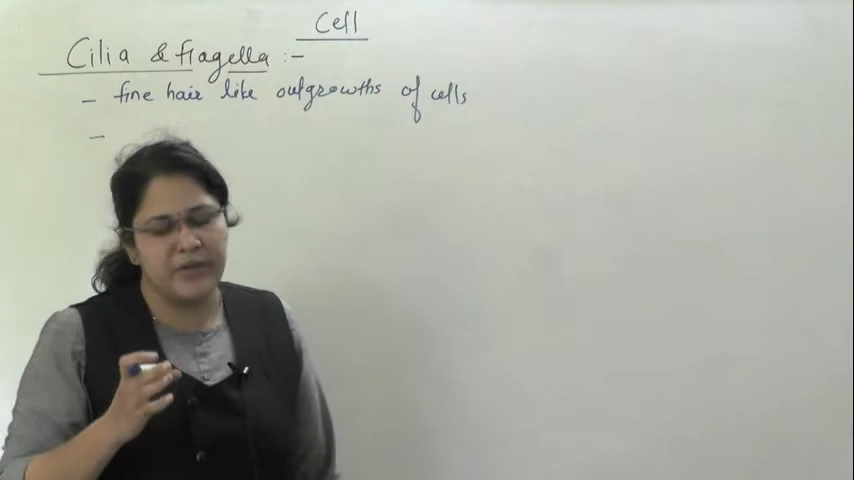 Cell
Cilia & flagella :-
- fine hair like outgrowths of cells
-